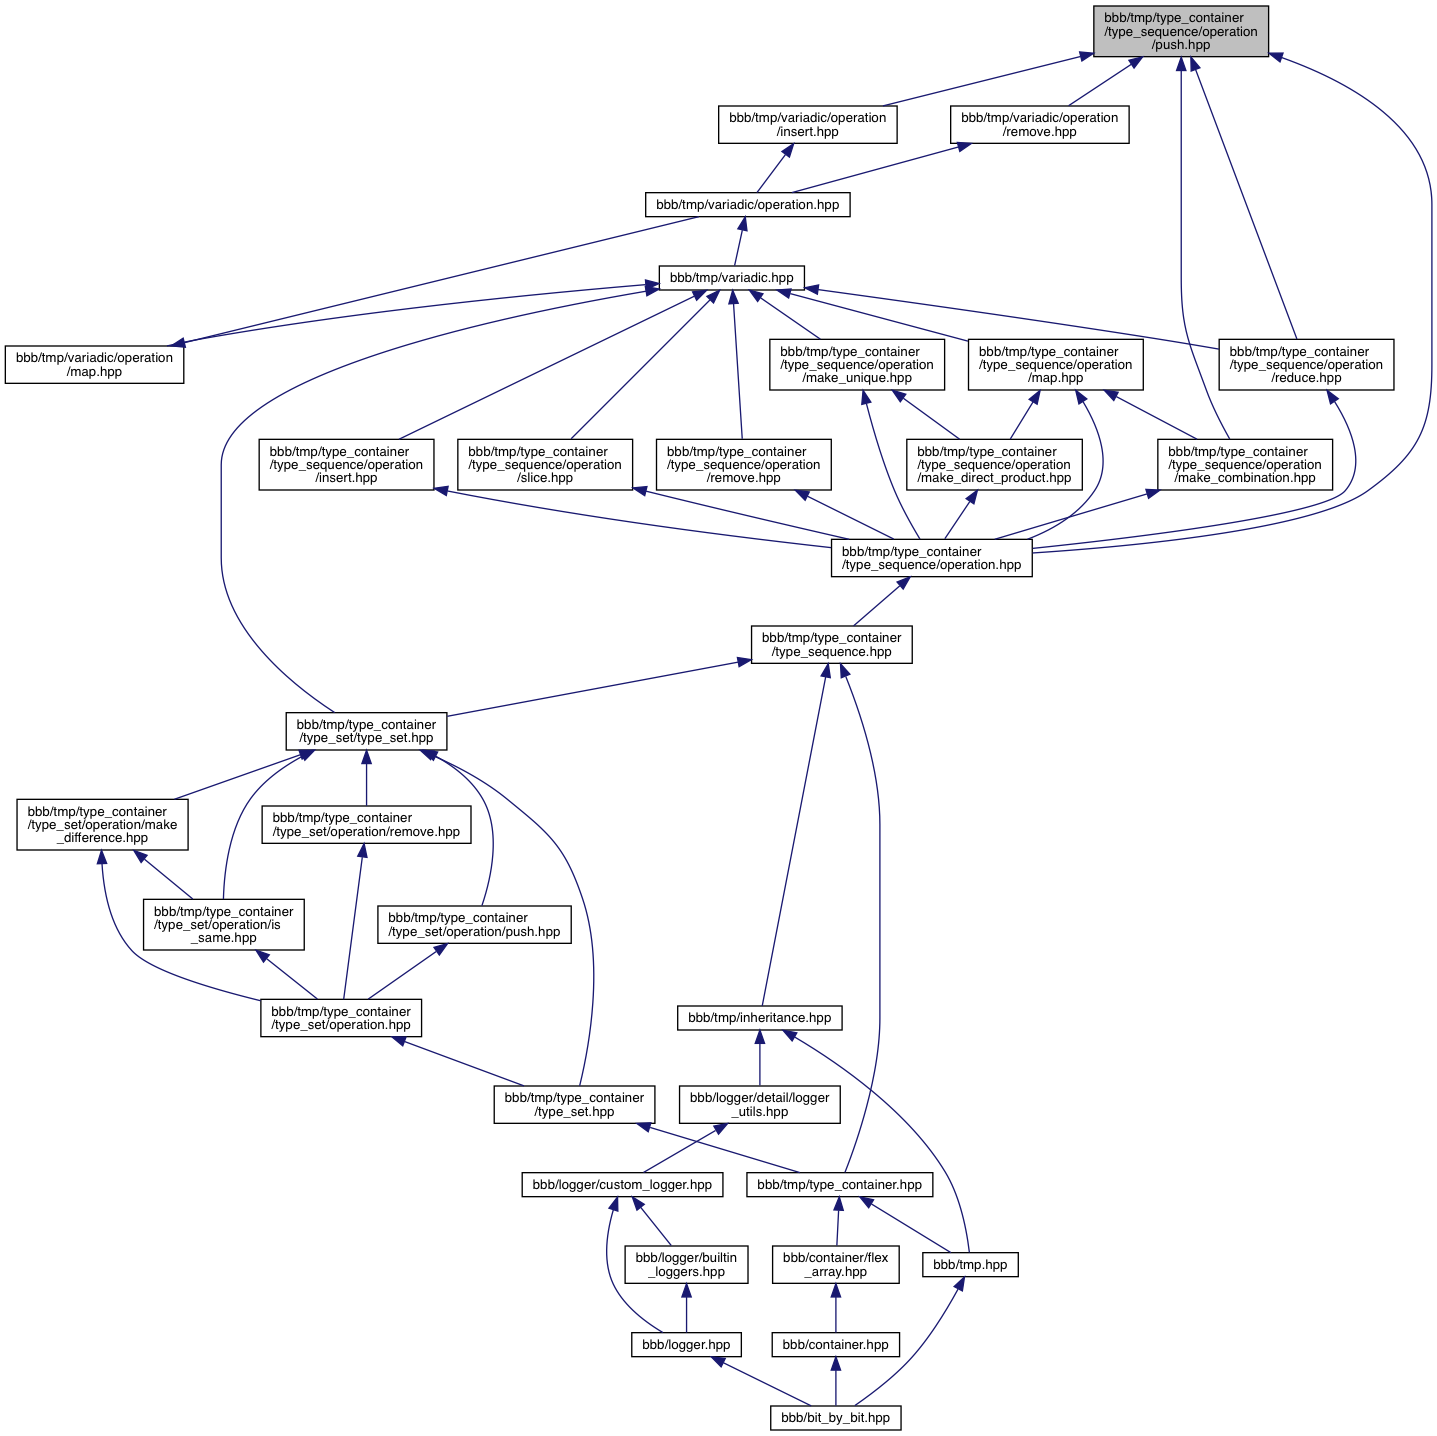 bbb/tmp/type_container
/type_sequence/operation
/push.hpp
bbb/tmp/variadic/operation
/insert.hpp
bbb/tmp/variadic/operation
/remove.hpp
bbb/tmp/variadic/operation.hpp
bbb/tmp/variadic.hpp
bbb/tmp/variadic/operation
/map.hpp
bbb/tmp/type_container
/type_sequence/operation
/make_unique.hpp
bbb/tmp/type_container
/type_sequence/operation
/map.hpp
bbb/tmp/type_container
/type_sequence/operation
/reduce.hpp
bbb/tmp/type_container
/type_sequence/operation
/insert.hpp
bbb/tmp/type_container
/type_sequence/operation
/slice.hpp
bbb/tmp/type_container
/type_sequence/operation
/remove.hpp
bbb/tmp/type_container
/type_sequence/operation
/make_direct_product.hpp
bbb/tmp/type_container
/type_sequence/operation
/make_combination.hpp
bbb/tmp/type_container
/type_sequence/operation.hpp
bbb/tmp/type_container
/type_sequence.hpp
bbb/tmp/type_container
/type_set/type_set.hpp
bbb/tmp/type_container
/type_set/operation/make
_difference.hpp
bbb/tmp/type_container
/type_set/operation/remove.hpp
bbb/tmp/type_container
/type_set/operation/is
_same.hpp
bbb/tmp/type_container
/type_set/operation/push.hpp
bbb/tmp/type_container
/type_set/operation.hpp
bbb/tmp/inheritance.hpp
bbb/tmp/type_container
/type_set.hpp
bbb/logger/detail/logger
_utils.hpp
bbb/logger/custom_logger.hpp
bbb/tmp/type_container.hpp
bbb/logger/builtin
_loggers.hpp
bbb/container/flex
_array.hpp
bbb/tmp.hpp
bbb/logger.hpp
bbb/container.hpp
bbb/bit_by_bit.hpp